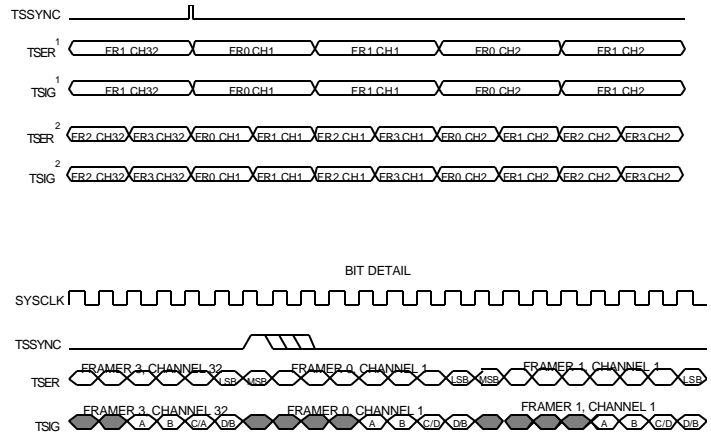 TSSYNC
TSER 1 FR1 CH32 FR0 CH1 FR1 CH1 FR0 CH2 FR1 CH2
TSIG 1 FR1 CH32 FR0 CH1 FR1 CH1 FR0 CH2 FR1 CH2
TSER 2 FR2 CH32 FR3 CH32 FR0 CH1 FR1 CH1 FR2 CH1 FR3 CH1 FR0 CH2 FR1 CH2 FR2 CH2 FR3 CH2
TSIG 2 FR2 CH32 FR3 CH32 FR0 CH1 FR1 CH1 FR2 CH1 FR3 CH1 FR0 CH2 FR1 CH2 FR2 CH2 FR3 CH2
BIT DETAIL
SYSCLK
TSSYNC
FRAMER 3, CHANNEL 32 FRAMER 0, CHANNEL 1 FRAMER 1, CHANNEL 1
TSER LSB MSB LSB MSB LSB
FRAMER 3, CHANNEL 32 FRAMER 0, CHANNEL 1 FRAMER 1, CHANNEL 1
TSIG A B C/A D/B A B C/D D/B A B C/D D/B